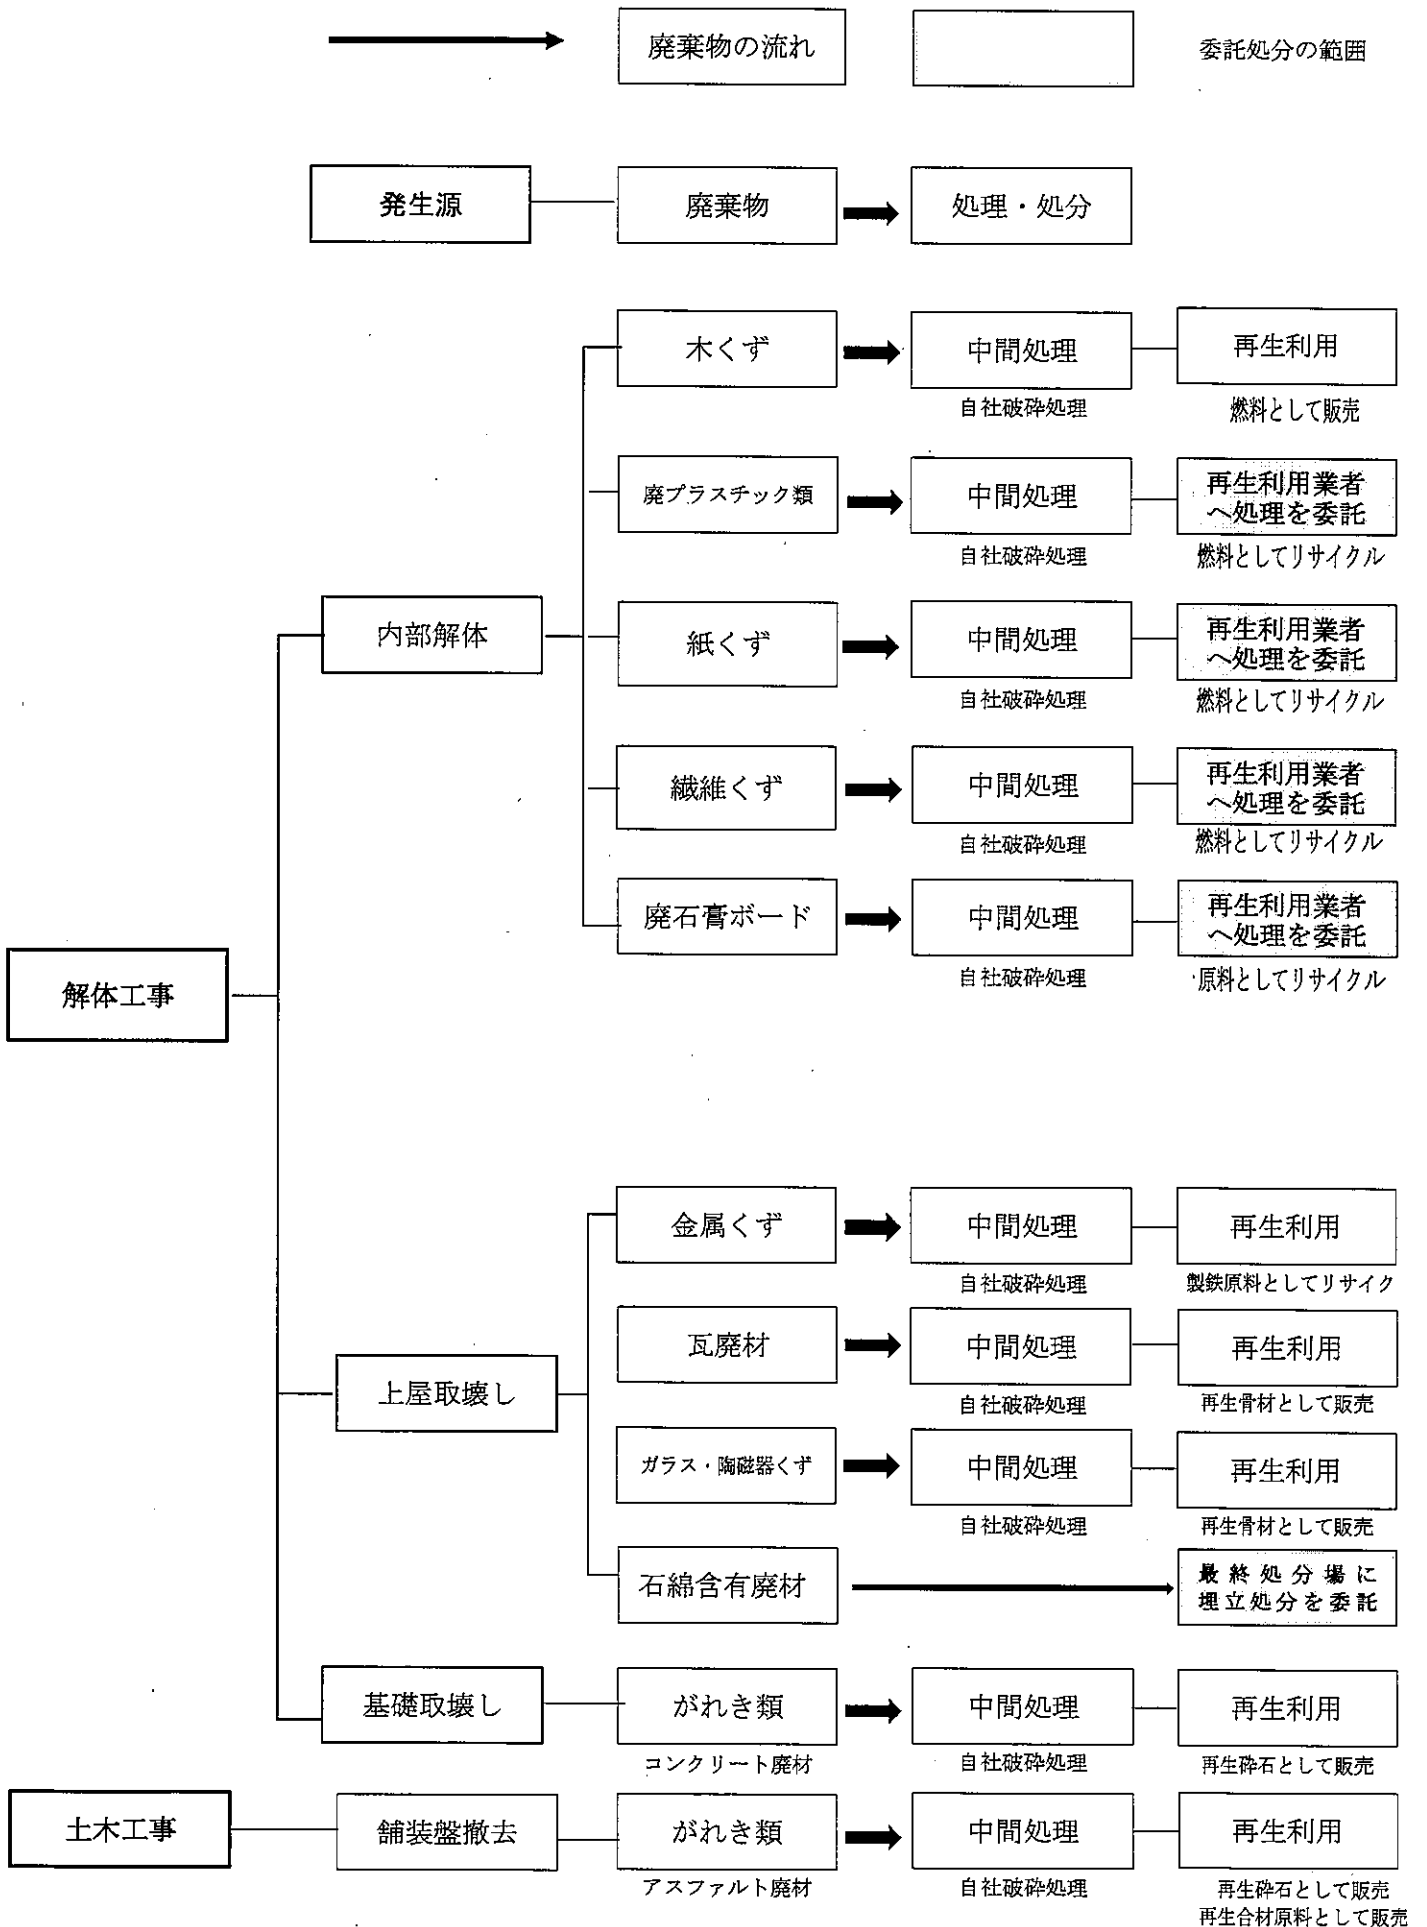 廃棄物の流れ
委託処分の範囲
発生源
廃棄物
処理・処分
木くず
中間処理
再生利用
自社破砕処理
燃料として販売
廃プラスチック類
中間処理
再生利用業者
へ処理を委託
自社破砕処理
燃料としてリサイクル
内部解体
紙くず
中間処理
再生利用業者
へ処理を委託
自社破砕処理
燃料としてリサイクル
繊維くず
中間処理
再生利用業者
へ処理を委託
自社破砕処理
燃料としてリサイクル
廃石膏ボード
中間処理
再生利用業者
へ処理を委託
自社破砕処理
原料としてリサイクル
解体工事
金属くず
中間処理
再生利用
自社破砕処理
製鉄原料としてリサイク
瓦廃材
中間処理
再生利用
自社破砕処理
再生骨材として販売
上屋取壊し
ガラス・陶磁器くず
中間処理
再生利用
自社破砕処理
再生骨材として販売
石綿含有廃材
最終処分場に
埋立処分を委託
基礎取壊し
がれき類
中間処理
再生利用
コンクリート廃材
自社破砕処理
再生砕石として販売
土木工事
舗装盤撤去
がれき類
中間処理
再生利用
アスファルト廃材
自社破砕処理
再生砕石として販売
再生合材原料として販売